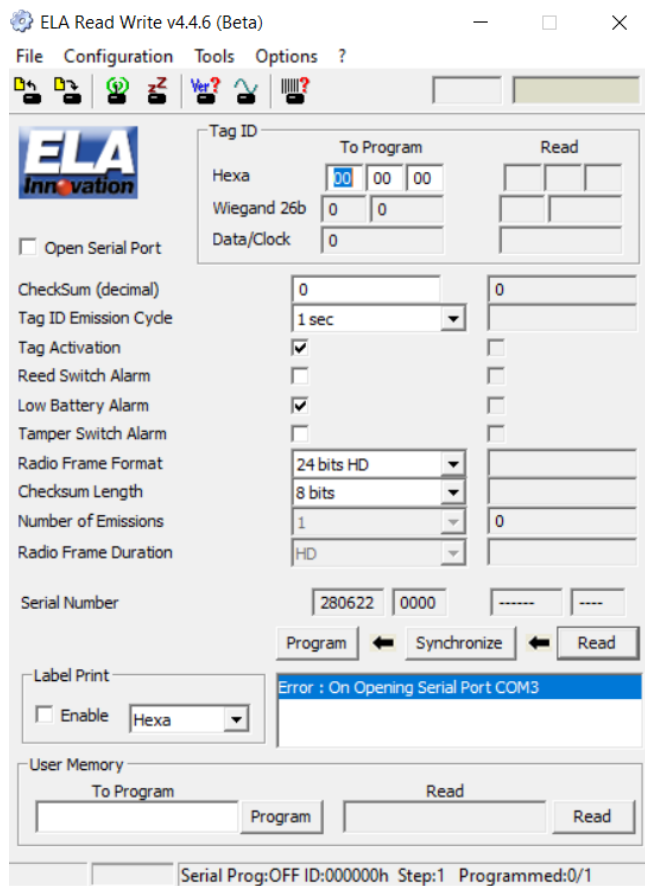 ELA Read Write v4.4.6 (Beta)
File Configuration Tools Options ?
Ver?
ELA
Innovation
Tag ID
To Program Read
Hexa 00 00 00
Wiegand 26b 0 0
Data/Clock 0
Open Serial Port
CheckSum (decimal) 0 0
Tag ID Emission Cycle 1 sec
Tag Activation
Reed Switch Alarm
Low Battery Alarm
Tamper Switch Alarm
Radio Frame Format 24 bits HD
Checksum Length 8 bits
Number of Emissions 1 0
Radio Frame Duration HD
Serial Number 280622 0000 ------ ----
Program Synchronize Read
Label Print
Enable Hexa
Error : On Opening Serial Port COM3
User Memory
To Program Read
Program Read
Serial Prog:OFF ID:000000h Step:1 Programmed:0/1